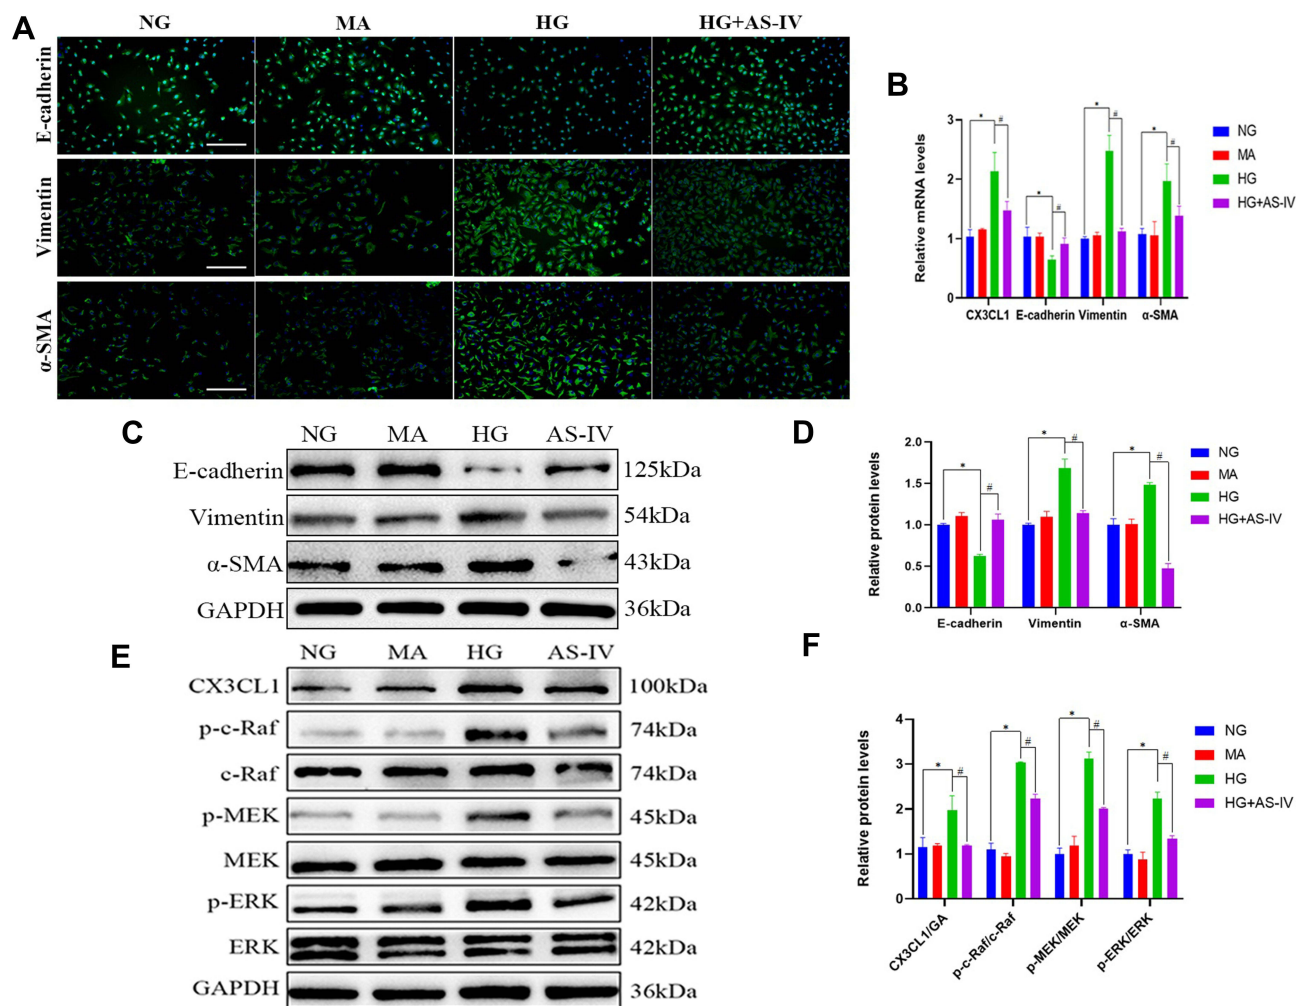 A
NG MA HG HG+AS-IV
E-cadherin
Vimentin
α-SMA
B
Relative mRNA levels
3
2
1
0
* # * # * # * #
CX3CL1 E-cadherin Vimentin α-SMA
NG
MA
HG
HG+AS-IV
C
NG MA HG AS-IV
E-cadherin 125kDa
Vimentin 54kDa
α-SMA 43kDa
GAPDH 36kDa
D
Relative protein levels
2.0
1.5
1.0
0.5
0.0
* # * # * #
E-cadherin Vimentin α-SMA
NG
MA
HG
HG+AS-IV
E
NG MA HG AS-IV
CX3CL1 100kDa
p-c-Raf 74kDa
c-Raf 74kDa
p-MEK 45kDa
MEK 45kDa
p-ERK 42kDa
ERK 42kDa
GAPDH 36kDa
F
Relative protein levels
4
3
2
1
0
* # * # * # * #
CX3CL1/GA p-c-Raf/c-Raf p-MEK/MEK p-ERK/ERK
NG
MA
HG
HG+AS-IV